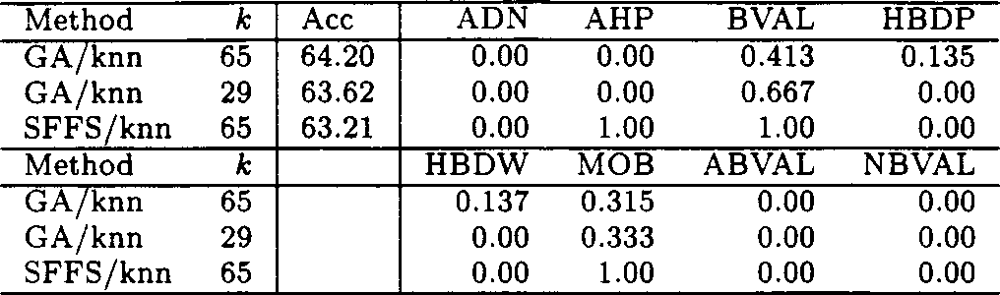 Method k Acc ADN AHP BVAL HBDP
GA/knn 65 64.20 0.00 0.00 0.413 0.135
GA/knn 29 63.62 0.00 0.00 0.667 0.00
SFFS/knn 65 63.21 0.00 1.00 1.00 0.00
Method k HBDW MOB ABVAL NBVAL
GA/knn 65 0.137 0.315 0.00 0.00
GA/knn 29 0.00 0.333 0.00 0.00
SFFS/knn 65 0.00 1.00 0.00 0.00